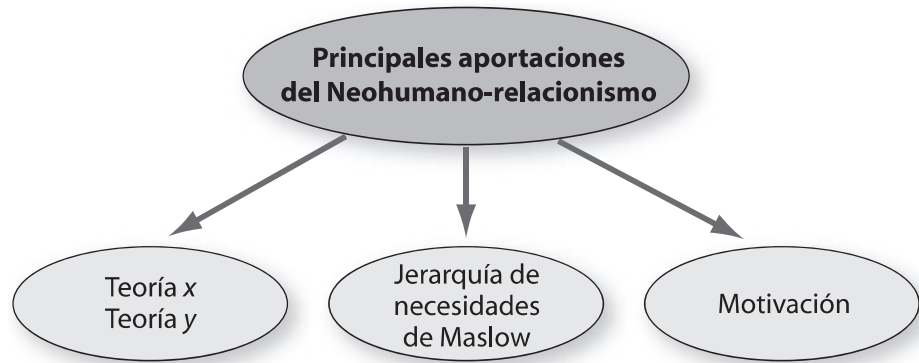 Principales aportaciones
del Neohumano-relacionismo
Teoría x
Teoría y
Jerarquía de
necesidades
de Maslow
Motivación